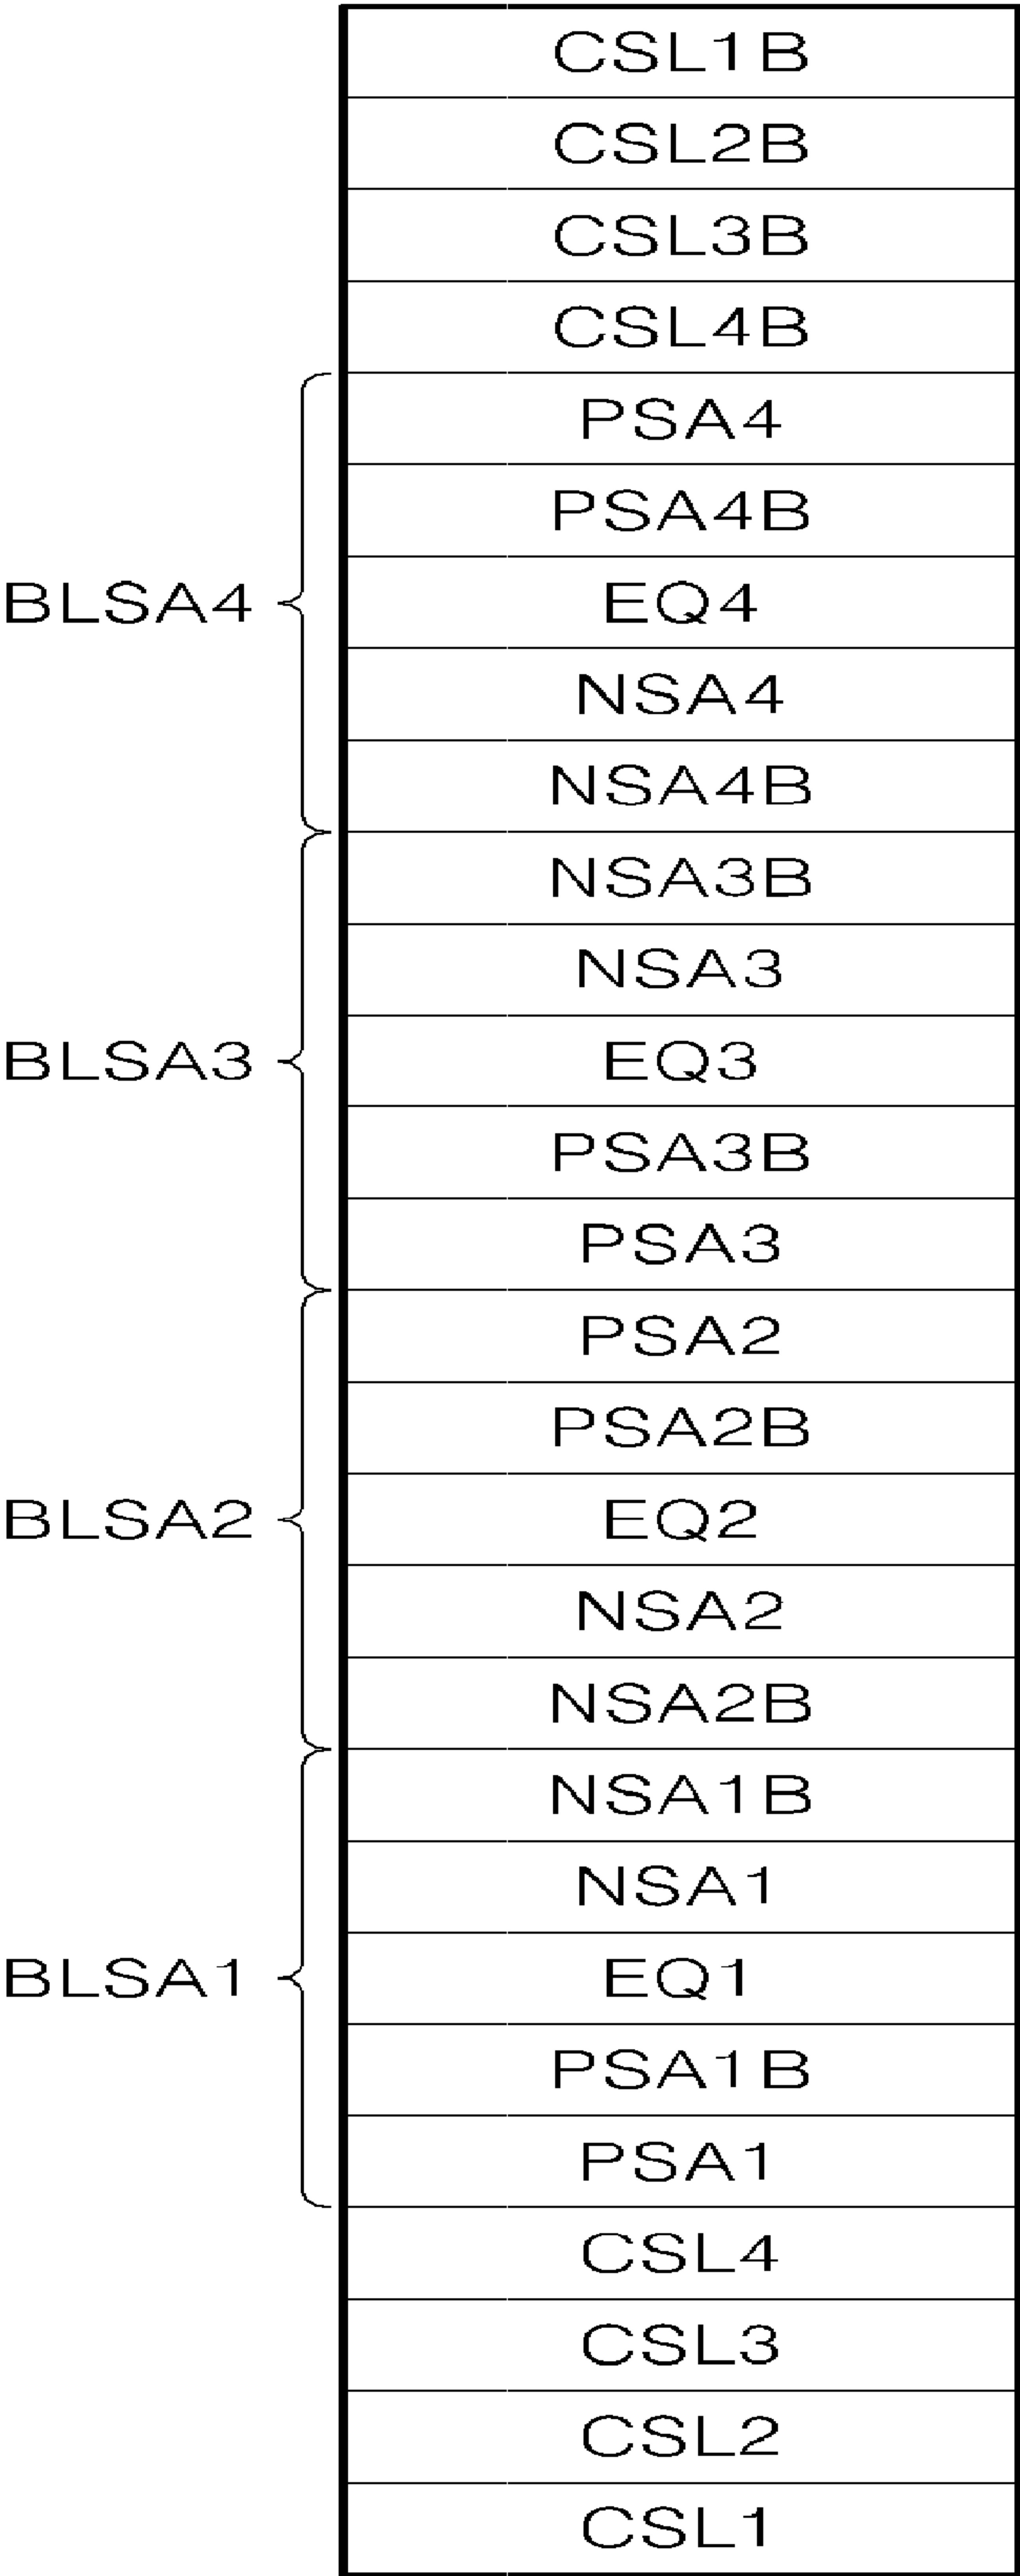 CSL1B
CSL2B
CSL3B
CSL4B
PSA4
PSA4B
BLSA4 EQ4
NSA4
NSA4B
NSA3B
NSA3
BLSA3 EQ3
PSA3B
PSA3
PSA2
PSA2B
BLSA2 EQ2
NSA2
NSA2B
NSA1B
NSA1
BLSA1 EQ1
PSA1B
PSA1
CSL4
CSL3
CSL2
CSL1